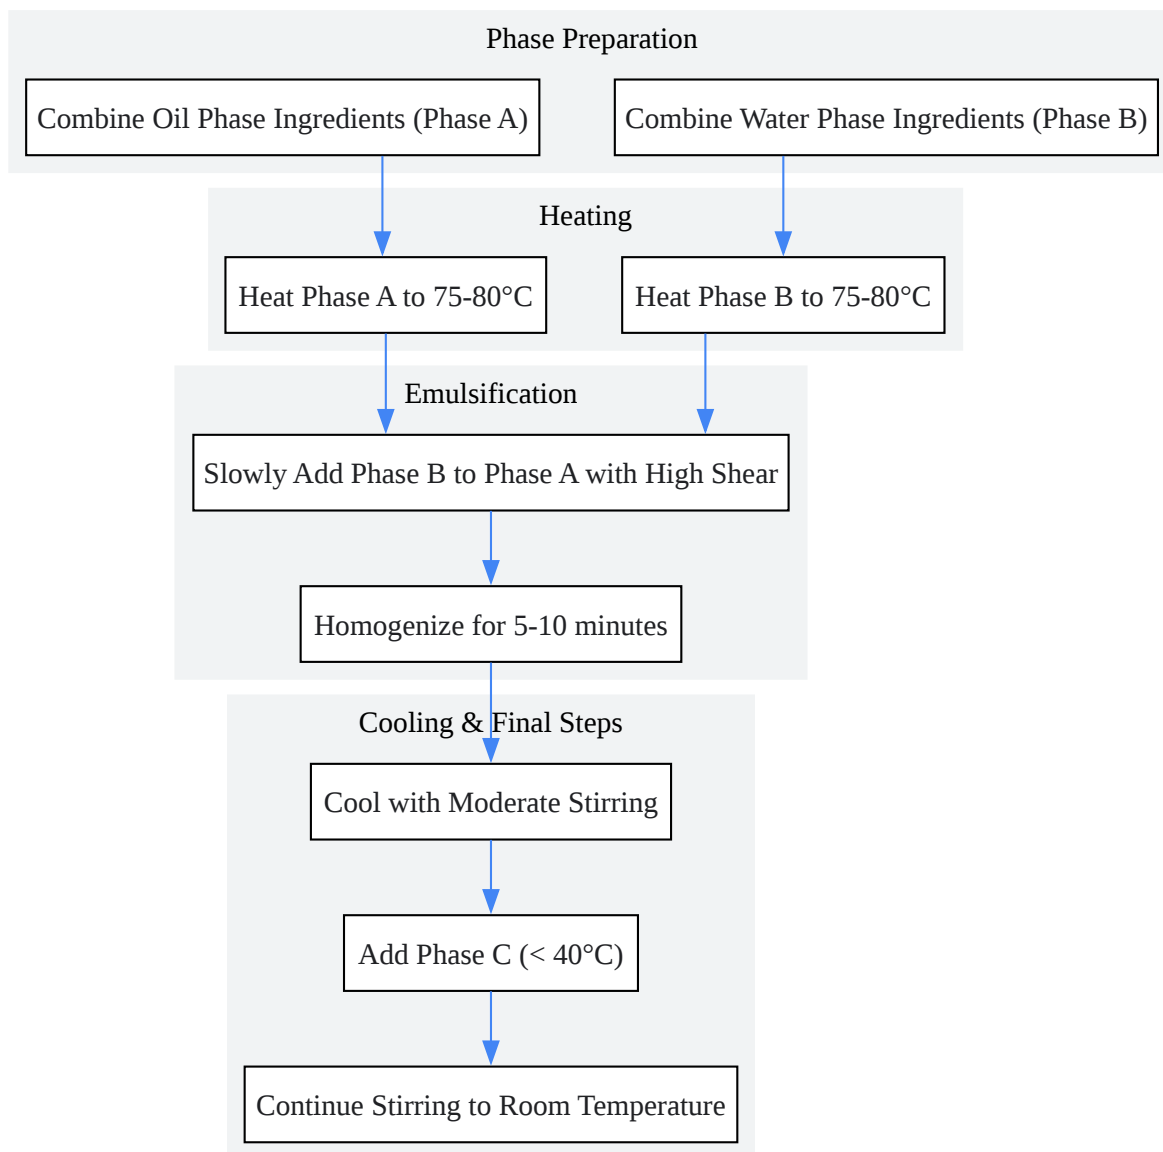 Phase Preparation
Combine Oil Phase Ingredients (Phase A)
Combine Water Phase Ingredients (Phase B)
Heating
Heat Phase A to 75-80°C
Heat Phase B to 75-80°C
Emulsification
Slowly Add Phase B to Phase A with High Shear
Homogenize for 5-10 minutes
Cooling & Final Steps
Cool with Moderate Stirring
Add Phase C (< 40°C)
Continue Stirring to Room Temperature